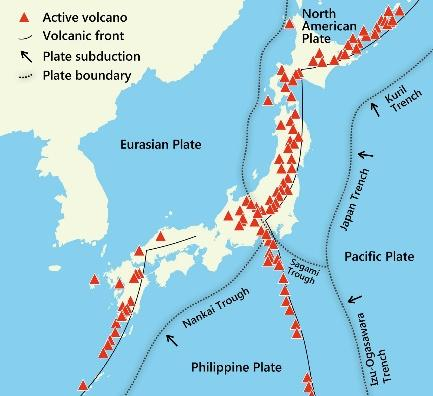 Active volcano
Volcanic front
Plate subduction
Plate boundary
North
American
Plate
Kuril
Trench
Eurasian Plate
Japan Trench
Pacific Plate
Sagami
Trough
Nankai Trough
Izu-Ogasawara
Trench
Philippine Plate